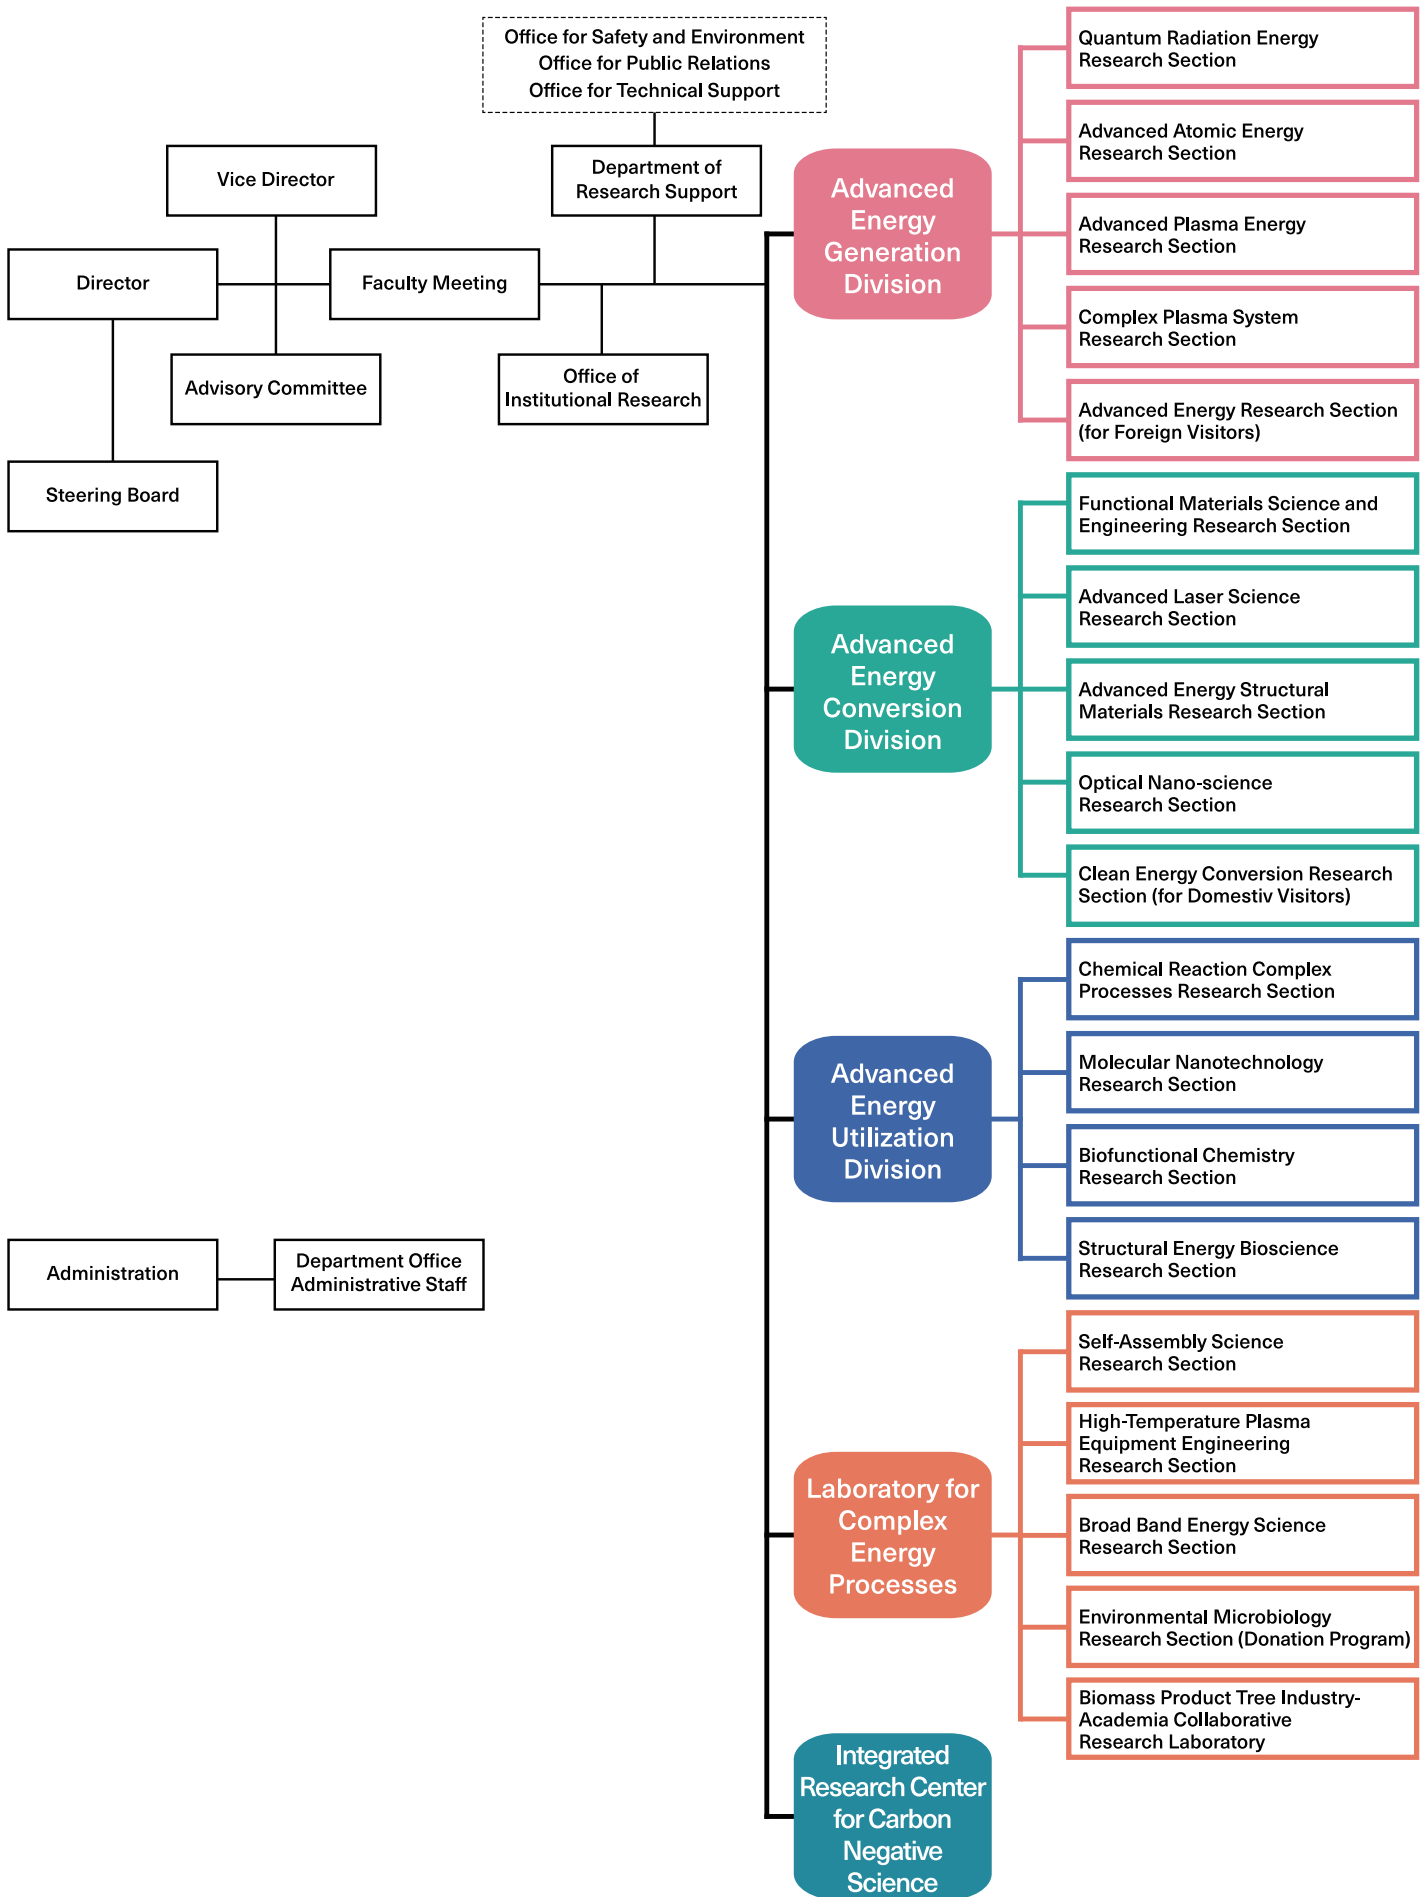 Office for Safety and Environment
Office for Public Relations
Office for Technical Support
Vice Director
Department of
Research Support
Director
Faculty Meeting
Advisory Committee
Office of
Institutional Research
Steering Board
Administration
Department Office
Administrative Staff
Advanced
Energy
Generation
Division
Quantum Radiation Energy
Research Section
Advanced Atomic Energy
Research Section
Advanced Plasma Energy
Research Section
Complex Plasma System
Research Section
Advanced Energy Research Section
(for Foreign Visitors)
Advanced
Energy
Conversion
Division
Functional Materials Science and
Engineering Research Section
Advanced Laser Science
Research Section
Advanced Energy Structural
Materials Research Section
Optical Nano-science
Research Section
Clean Energy Conversion Research
Section (for Domestiv Visitors)
Advanced
Energy
Utilization
Division
Chemical Reaction Complex
Processes Research Section
Molecular Nanotechnology
Research Section
Biofunctional Chemistry
Research Section
Structural Energy Bioscience
Research Section
Laboratory for
Complex
Energy
Processes
Self-Assembly Science
Research Section
High-Temperature Plasma
Equipment Engineering
Research Section
Broad Band Energy Science
Research Section
Environmental Microbiology
Research Section (Donation Program)
Biomass Product Tree Industry-
Academia Collaborative
Research Laboratory
Integrated
Research Center
for Carbon
Negative
Science